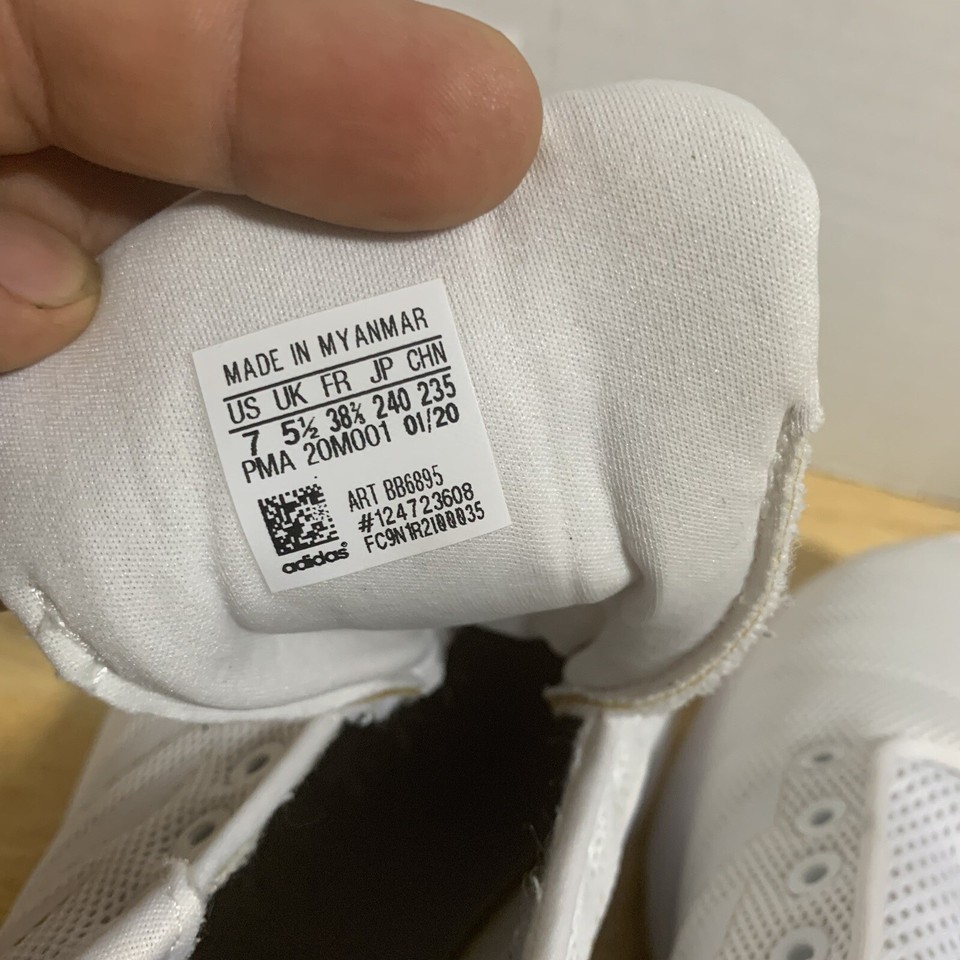 MADE IN MYANMAR
US UK FR JP CHN
7 5½ 38⅔ 240 235
PMA 20M001 01/20
ART BB6895
#124723608
FC9N1R2I00035
adidas